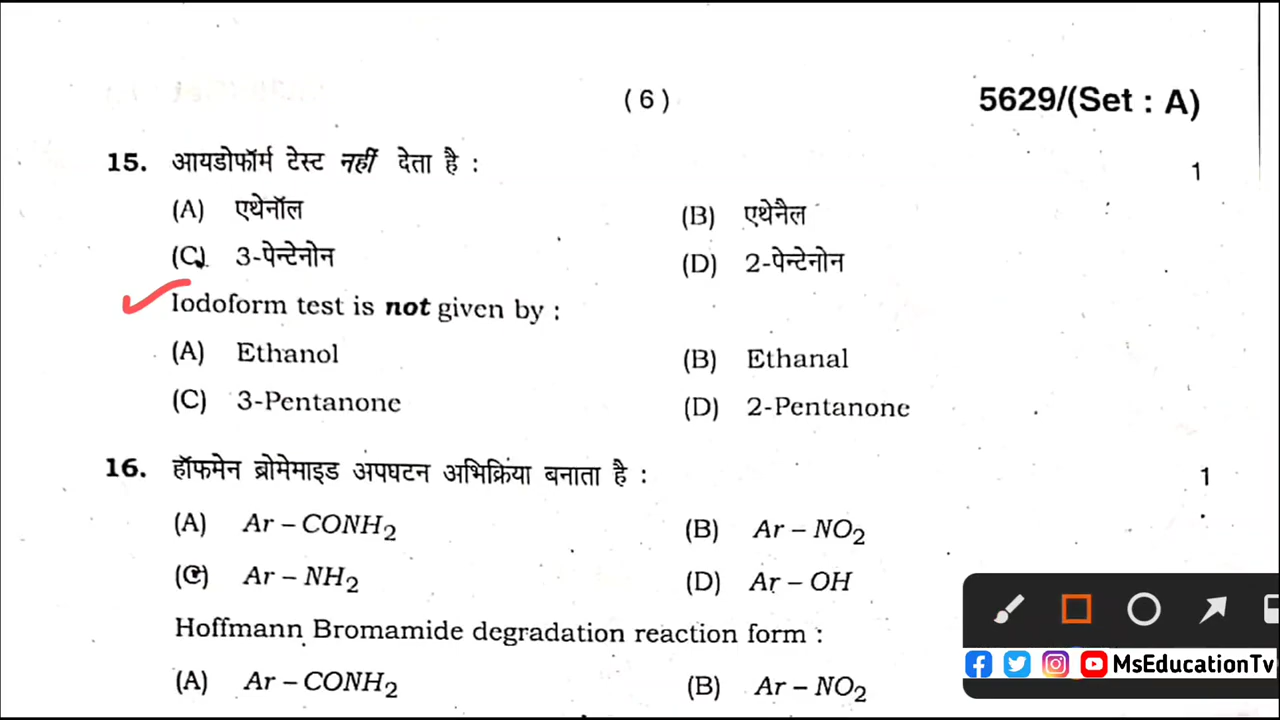 ( 6 )
5629/(Set : A)
15. आयडोफॉर्म टेस्ट नहीं देता है : 1
(A) एथेनॉल (B) एथेनैल
(C) 3-पेन्टेनोन (D) 2-पेन्टेनोन
Iodoform test is not given by :
(A) Ethanol (B) Ethanal
(C) 3-Pentanone (D) 2-Pentanone
16. हॉफमेन ब्रोमेमाइड अपघटन अभिक्रिया बनाता है : 1
(A) Ar – CONH2 (B) Ar – NO2
(C) Ar – NH2 (D) Ar – OH
Hoffmann Bromamide degradation reaction form :
(A) Ar – CONH2 (B) Ar – NO2
MsEducationTv